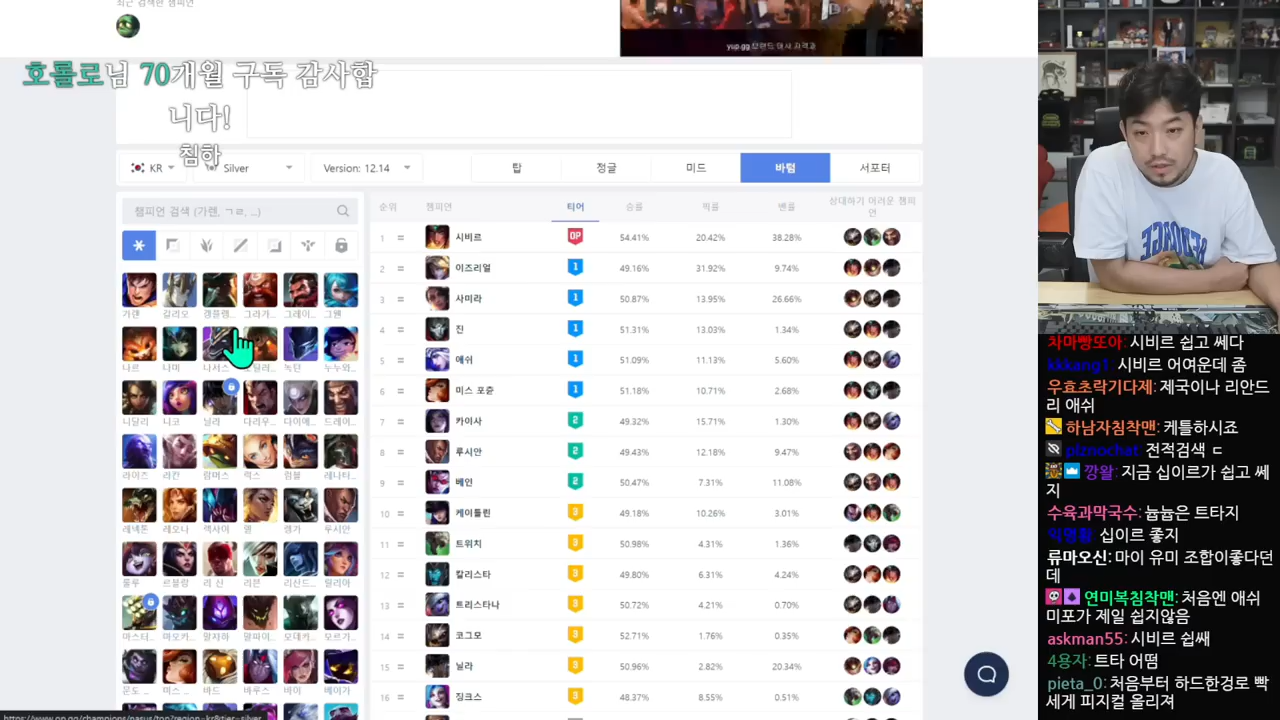 최근 검색한 챔피언
호롤로님 70개월 구독 감사합
니다!
침하
KR
Silver
Version: 12.14
탑
정글
미드
바텀
서포터
챔피언 검색 (가렌, ㄱㄹ, ...)
순위
챔피언
티어
승률
픽률
밴률
상대하기 어려운 챔피
언
1 = 시비르 OP 54.41% 20.42% 38.28%
2 = 이즈리얼 1 49.16% 31.92% 9.74%
3 = 사미라 1 50.87% 13.95% 26.66%
4 = 진 1 51.31% 13.03% 1.34%
5 = 애쉬 1 51.09% 11.13% 5.60%
6 = 미스 포츈 1 51.18% 10.71% 2.68%
7 = 카이사 2 49.32% 15.71% 1.30%
8 = 루시안 2 49.43% 12.18% 9.47%
9 = 베인 2 50.47% 7.31% 11.08%
10 = 케이틀린 3 49.18% 10.26% 3.01%
11 = 트위치 3 50.98% 4.31% 1.36%
12 = 칼리스타 3 49.80% 6.31% 4.24%
13 = 트리스타나 3 50.72% 4.21% 0.70%
14 = 코그모 3 52.71% 1.76% 0.35%
15 = 닐라 3 50.96% 2.82% 20.34%
16 = 징크스 3 48.37% 8.55% 0.51%
가렌 갈리오 갱플랭... 그라가... 그레이... 그웬
나르 나미 나서스 녹턴 누누와...
니달리 니코 닐라 다리우... 다이애... 드레이...
라이즈 라칸 람머스 럭스 럼블 레나타...
레넥톤 레오나 렉사이 렐 렝가 루시안
룰루 르블랑 리 신 리븐 리산드... 릴리아
마스터... 마오카... 말자하 말파이... 모데카... 모르가...
문도 ... 미스 ... 바드 바루스 바이 베이가
https://www.op.gg/champions/nasus/top?region=kr&tier=silver
차마빵또아: 시비르 쉽고 쎄다
kkkang1: 시비르 어여운데 좀
우효초락기다제: 제국이나 리안드
리 애쉬
하남자침착맨: 케틀하시죠
plznochat: 전적검색 ㄷ
깡왈: 지금 십이르가 쉽고 쎄
지
수육과막국수: 눕눕은 트타지
십이르 좋지
류마오신: 마이 유미 조합이좋다던
데
연미복침착맨: 처음엔 애쉬
미포가 제일 쉽지않음
askman55: 시비르 쉽쌔
4용자: 트타 어떰
pieta_0: 처음부터 하드한걸로 빡
세게 피지컬 올리져